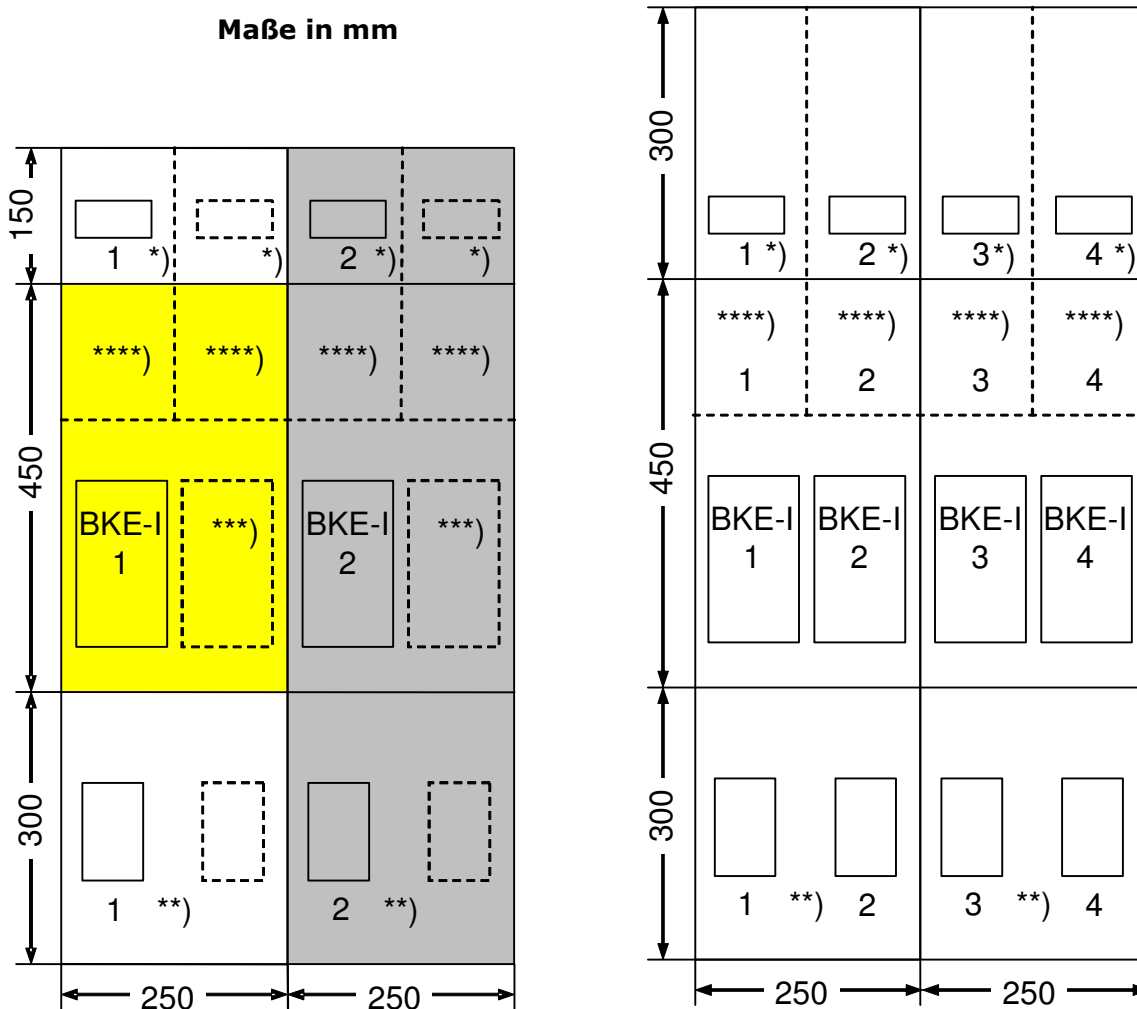 Maße in mm
150
1 *) *) 2 *) *)
450
****) ****) ****) ****)
BKE-I ***) BKE-I ***)
1 2
300
1 **) 2 **)
250 250
300
1 *) 2 *) 3 *) 4 *)
450
****) ****) ****) ****)
1 2 3 4
BKE-I BKE-I BKE-I BKE-I
1 2 3 4
300
1 **) 2 3 **) 4
250 250